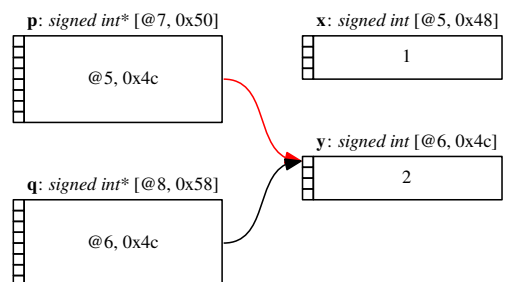 p: signed int* [@7, 0x50]
@5, 0x4c
x: signed int [@5, 0x48]
1
y: signed int [@6, 0x4c]
2
q: signed int* [@8, 0x58]
@6, 0x4c